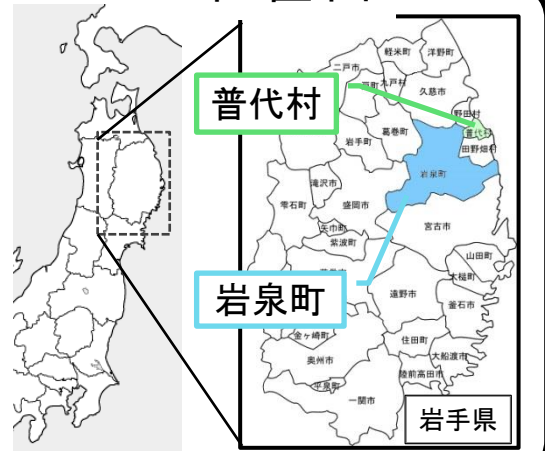 軽米町
洋野町
二戸市
九戸村
久慈市
普代村
野田村
普代村
田野畑村
葛巻町
岩手町
岩泉町
滝沢市
雫石町
盛岡市
宮古市
矢巾町
紫波町
山田町
大槌町
岩泉町
遠野市
釜石市
金ヶ崎町
住田町
奥州市
大船渡市
陸前高田市
平泉町
一関市
岩手県